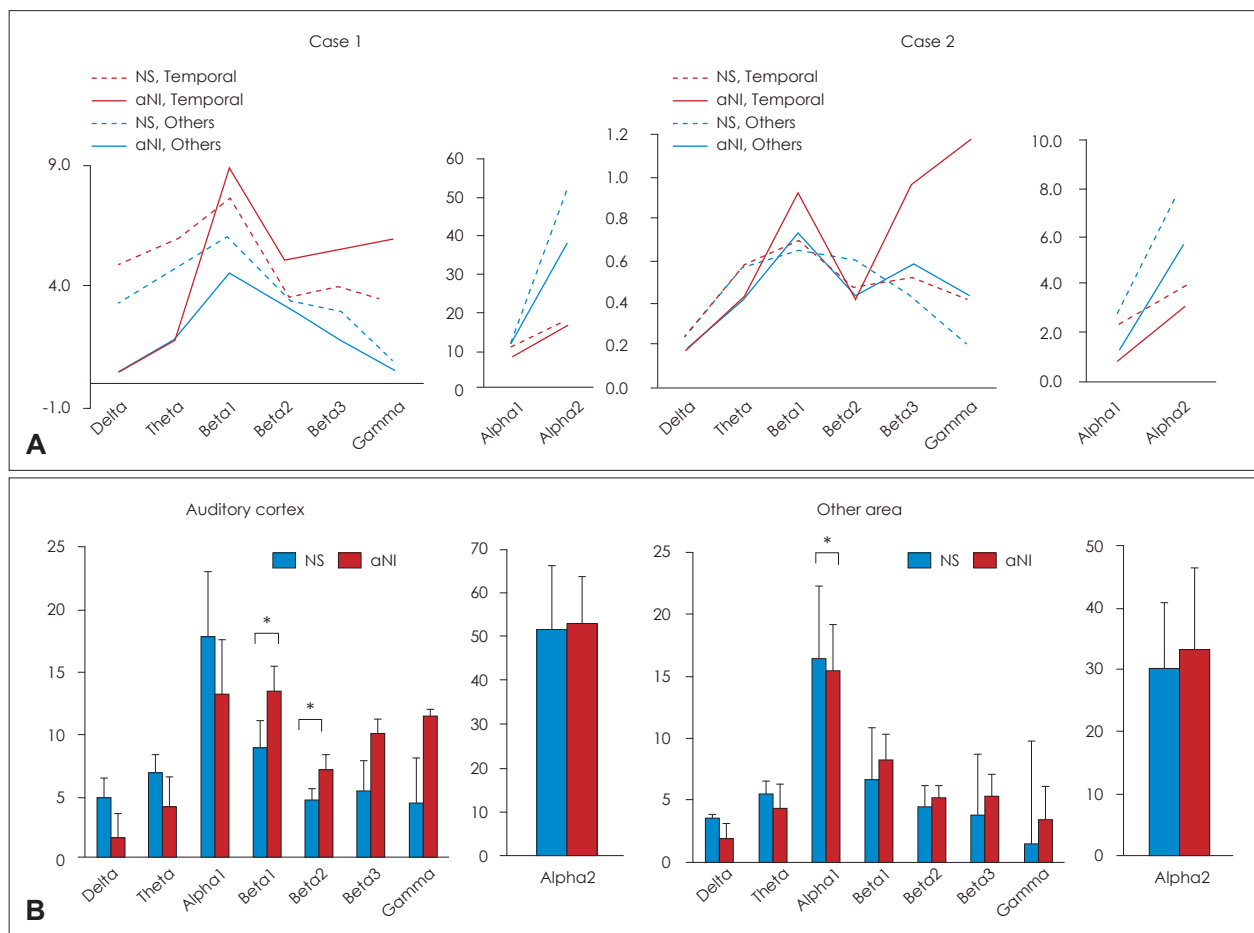 Case 1
NS, Temporal
aNI, Temporal
NS, Others
aNI, Others
9.0
4.0
-1.0
Delta
Theta
Beta1
Beta2
Beta3
Gamma
60
50
40
30
20
10
0
Alpha1
Alpha2
Case 2
NS, Temporal
aNI, Temporal
NS, Others
aNI, Others
1.2
1.0
0.8
0.6
0.4
0.2
0.0
Delta
Theta
Beta1
Beta2
Beta3
Gamma
10.0
8.0
6.0
4.0
2.0
0.0
Alpha1
Alpha2
A
Auditory cortex
NS aNI
25
20
15
10
5
0
*
*
Delta
Theta
Alpha1
Beta1
Beta2
Beta3
Gamma
70
60
50
40
30
20
10
0
Alpha2
Other area
NS aNI
25
20
15
10
5
0
*
Delta
Theta
Alpha1
Beta1
Beta2
Beta3
Gamma
50
40
30
20
10
0
Alpha2
B